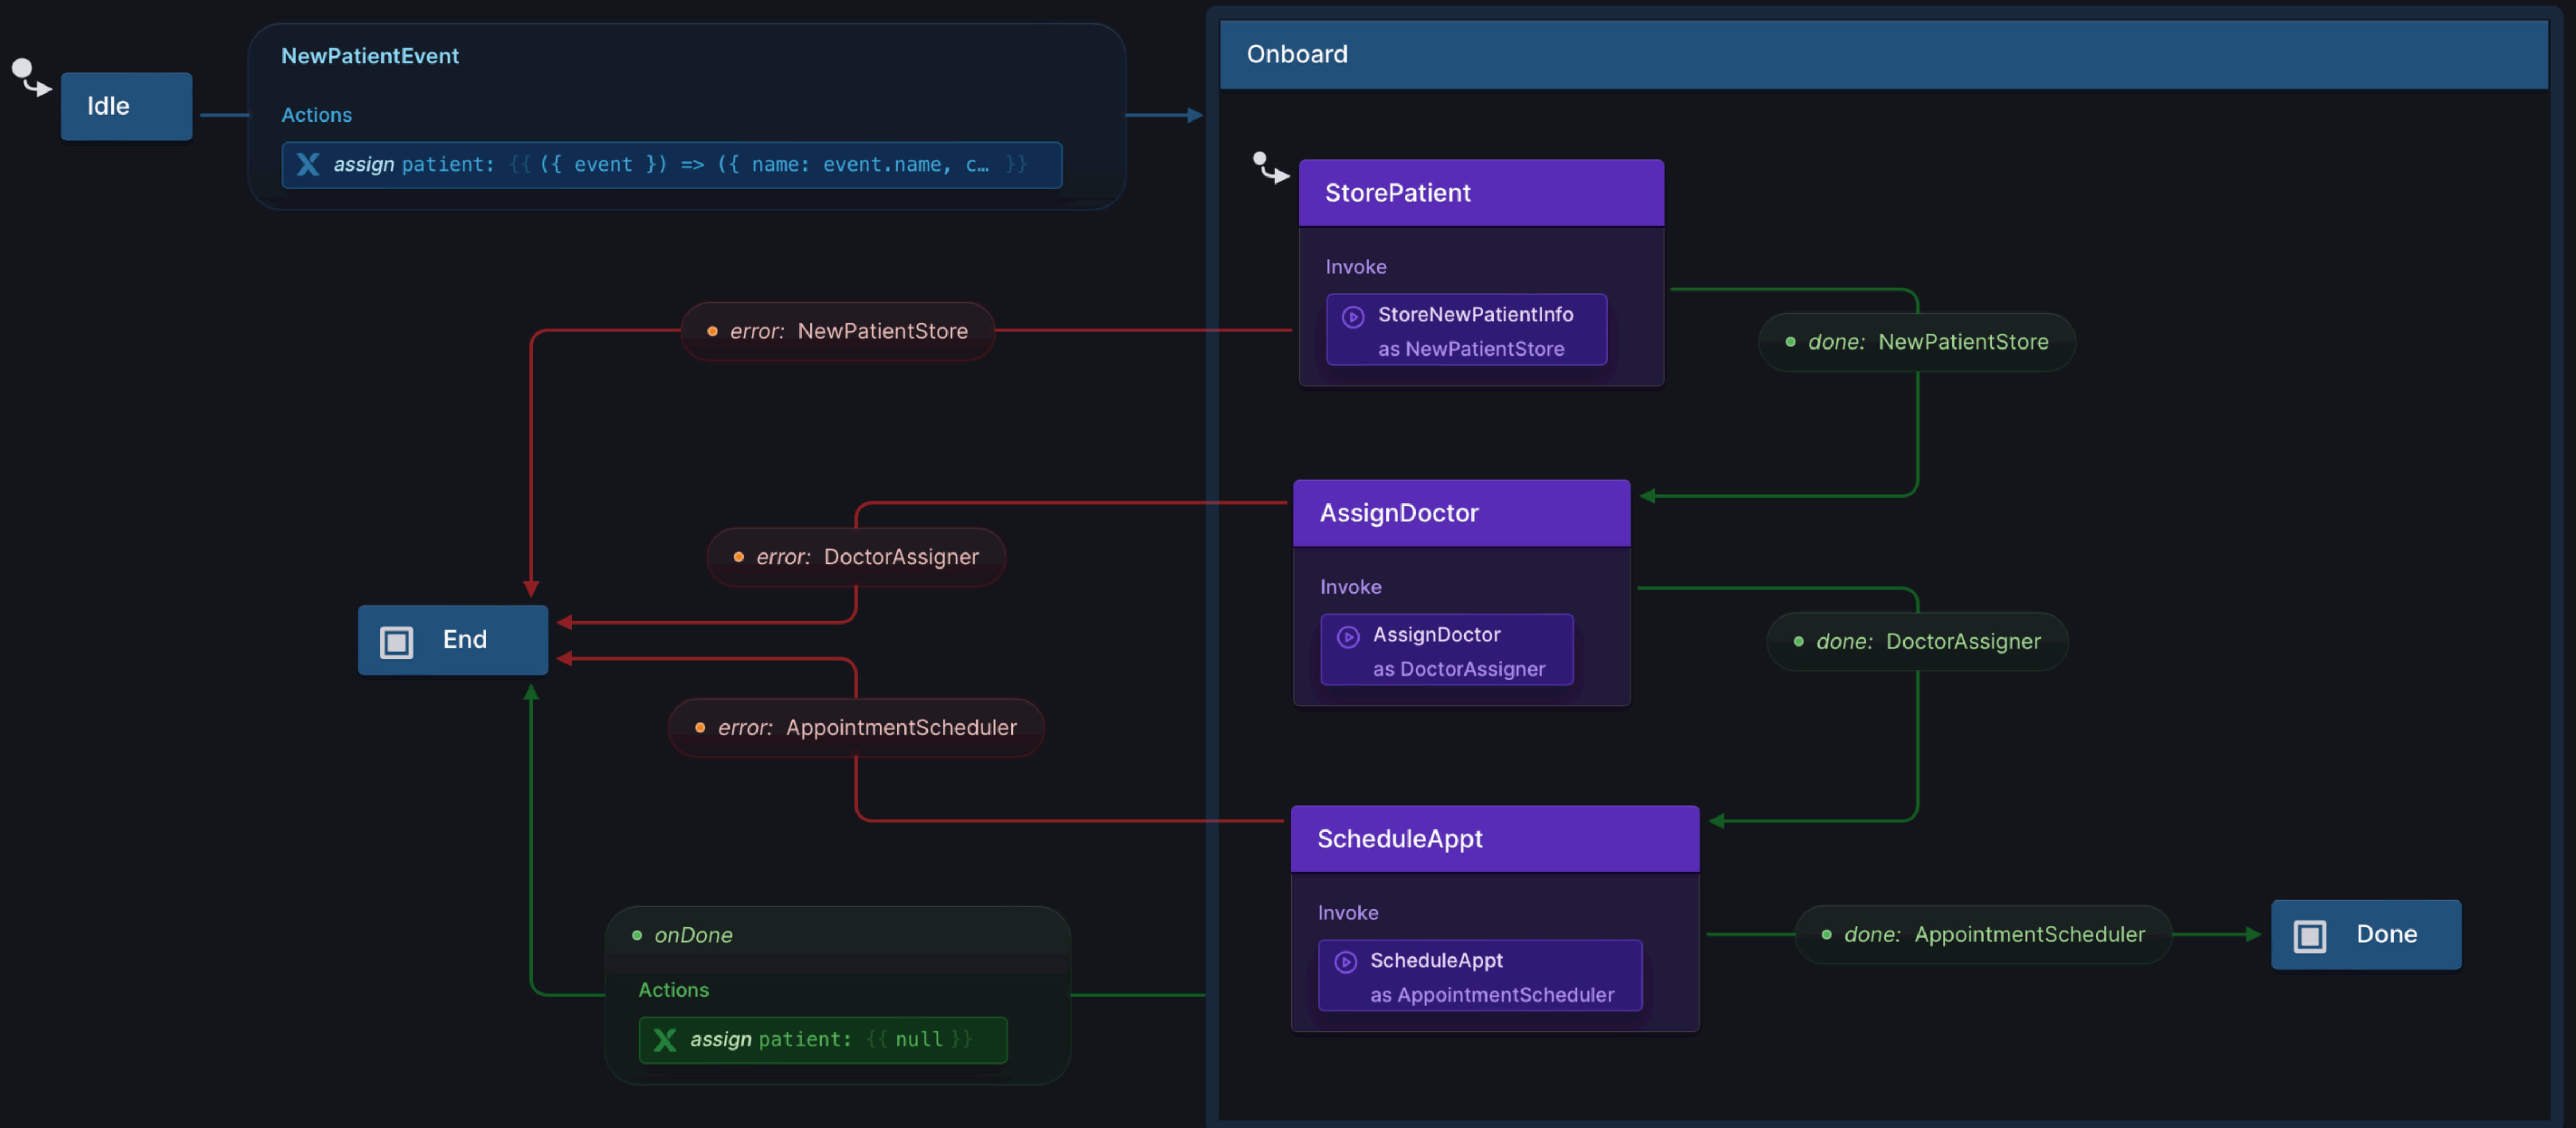 Idle
NewPatientEvent
Actions
assign patient: {{ ({ event }) => ({ name: event.name, c… }}
Onboard
StorePatient
Invoke
StoreNewPatientInfo
as NewPatientStore
error: NewPatientStore
done: NewPatientStore
AssignDoctor
Invoke
AssignDoctor
as DoctorAssigner
error: DoctorAssigner
done: DoctorAssigner
End
error: AppointmentScheduler
ScheduleAppt
Invoke
ScheduleAppt
as AppointmentScheduler
done: AppointmentScheduler
Done
onDone
Actions
assign patient: {{ null }}